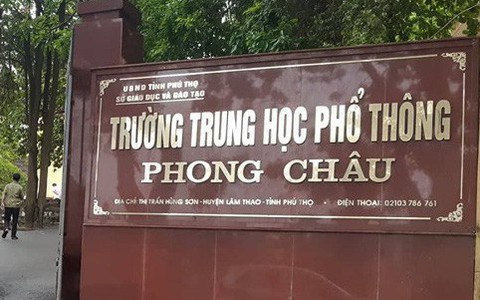 UBND TỈNH PHÚ THỌ
SỞ GIÁO DỤC VÀ ĐÀO TẠO
TRƯỜNG TRUNG HỌC PHỔ THÔNG
PHONG CHÂU
ĐỊA CHỈ: THỊ TRẤN HÙNG SƠN - HUYỆN LÂM THAO - TỈNH PHÚ THỌ - ĐIỆN THOẠI: 02103 786 761